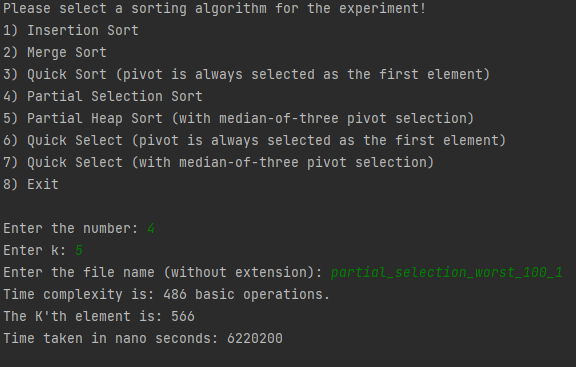 Please select a sorting algorithm for the experiment!
1) Insertion Sort
2) Merge Sort
3) Quick Sort (pivot is always selected as the first element)
4) Partial Selection Sort
5) Partial Heap Sort (with median-of-three pivot selection)
6) Quick Select (pivot is always selected as the first element)
7) Quick Select (with median-of-three pivot selection)
8) Exit
Enter the number: 4
Enter k: 5
Enter the file name (without extension): partial_selection_worst_100_1
Time complexity is: 486 basic operations.
The K'th element is: 566
Time taken in nano seconds: 6220200